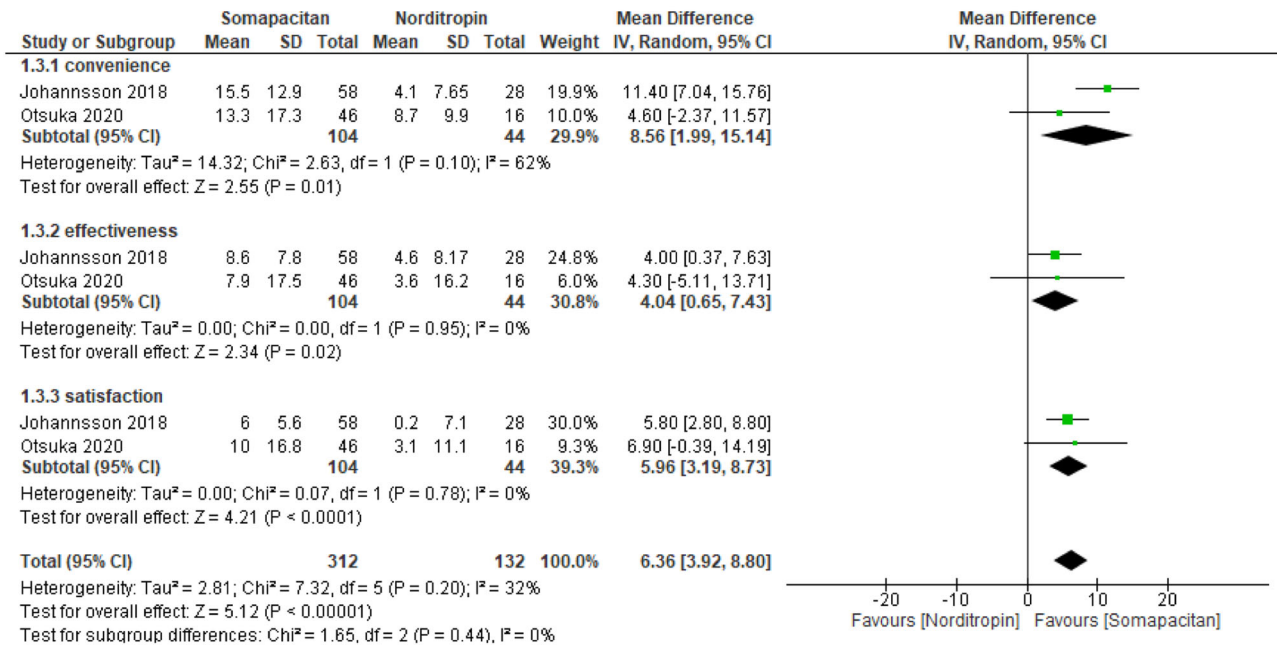 Somapacitan Norditropin Mean Difference Mean Difference
Study or Subgroup Mean SD Total Mean SD Total Weight IV, Random, 95% CI IV, Random, 95% CI
1.3.1 convenience
Johannsson 2018 15.5 12.9 58 4.1 7.65 28 19.9% 11.40 [7.04, 15.76]
Otsuka 2020 13.3 17.3 46 8.7 9.9 16 10.0% 4.60 [-2.37, 11.57]
Subtotal (95% CI) 104 44 29.9% 8.56 [1.99, 15.14]
Heterogeneity: Tau² = 14.32; Chi² = 2.63, df = 1 (P = 0.10); I² = 62%
Test for overall effect: Z = 2.55 (P = 0.01)
1.3.2 effectiveness
Johannsson 2018 8.6 7.8 58 4.6 8.17 28 24.8% 4.00 [0.37, 7.63]
Otsuka 2020 7.9 17.5 46 3.6 16.2 16 6.0% 4.30 [-5.11, 13.71]
Subtotal (95% CI) 104 44 30.8% 4.04 [0.65, 7.43]
Heterogeneity: Tau² = 0.00; Chi² = 0.00, df = 1 (P = 0.95); I² = 0%
Test for overall effect: Z = 2.34 (P = 0.02)
1.3.3 satisfaction
Johannsson 2018 6 5.6 58 0.2 7.1 28 30.0% 5.80 [2.80, 8.80]
Otsuka 2020 10 16.8 46 3.1 11.1 16 9.3% 6.90 [-0.39, 14.19]
Subtotal (95% CI) 104 44 39.3% 5.96 [3.19, 8.73]
Heterogeneity: Tau² = 0.00; Chi² = 0.07, df = 1 (P = 0.78); I² = 0%
Test for overall effect: Z = 4.21 (P < 0.0001)
Total (95% CI) 312 132 100.0% 6.36 [3.92, 8.80]
Heterogeneity: Tau² = 2.81; Chi² = 7.32, df = 5 (P = 0.20); I² = 32%
Test for overall effect: Z = 5.12 (P < 0.00001)
Test for subgroup differences: Chi² = 1.65, df = 2 (P = 0.44), I² = 0%
-20 -10 0 10 20
Favours [Norditropin] Favours [Somapacitan]